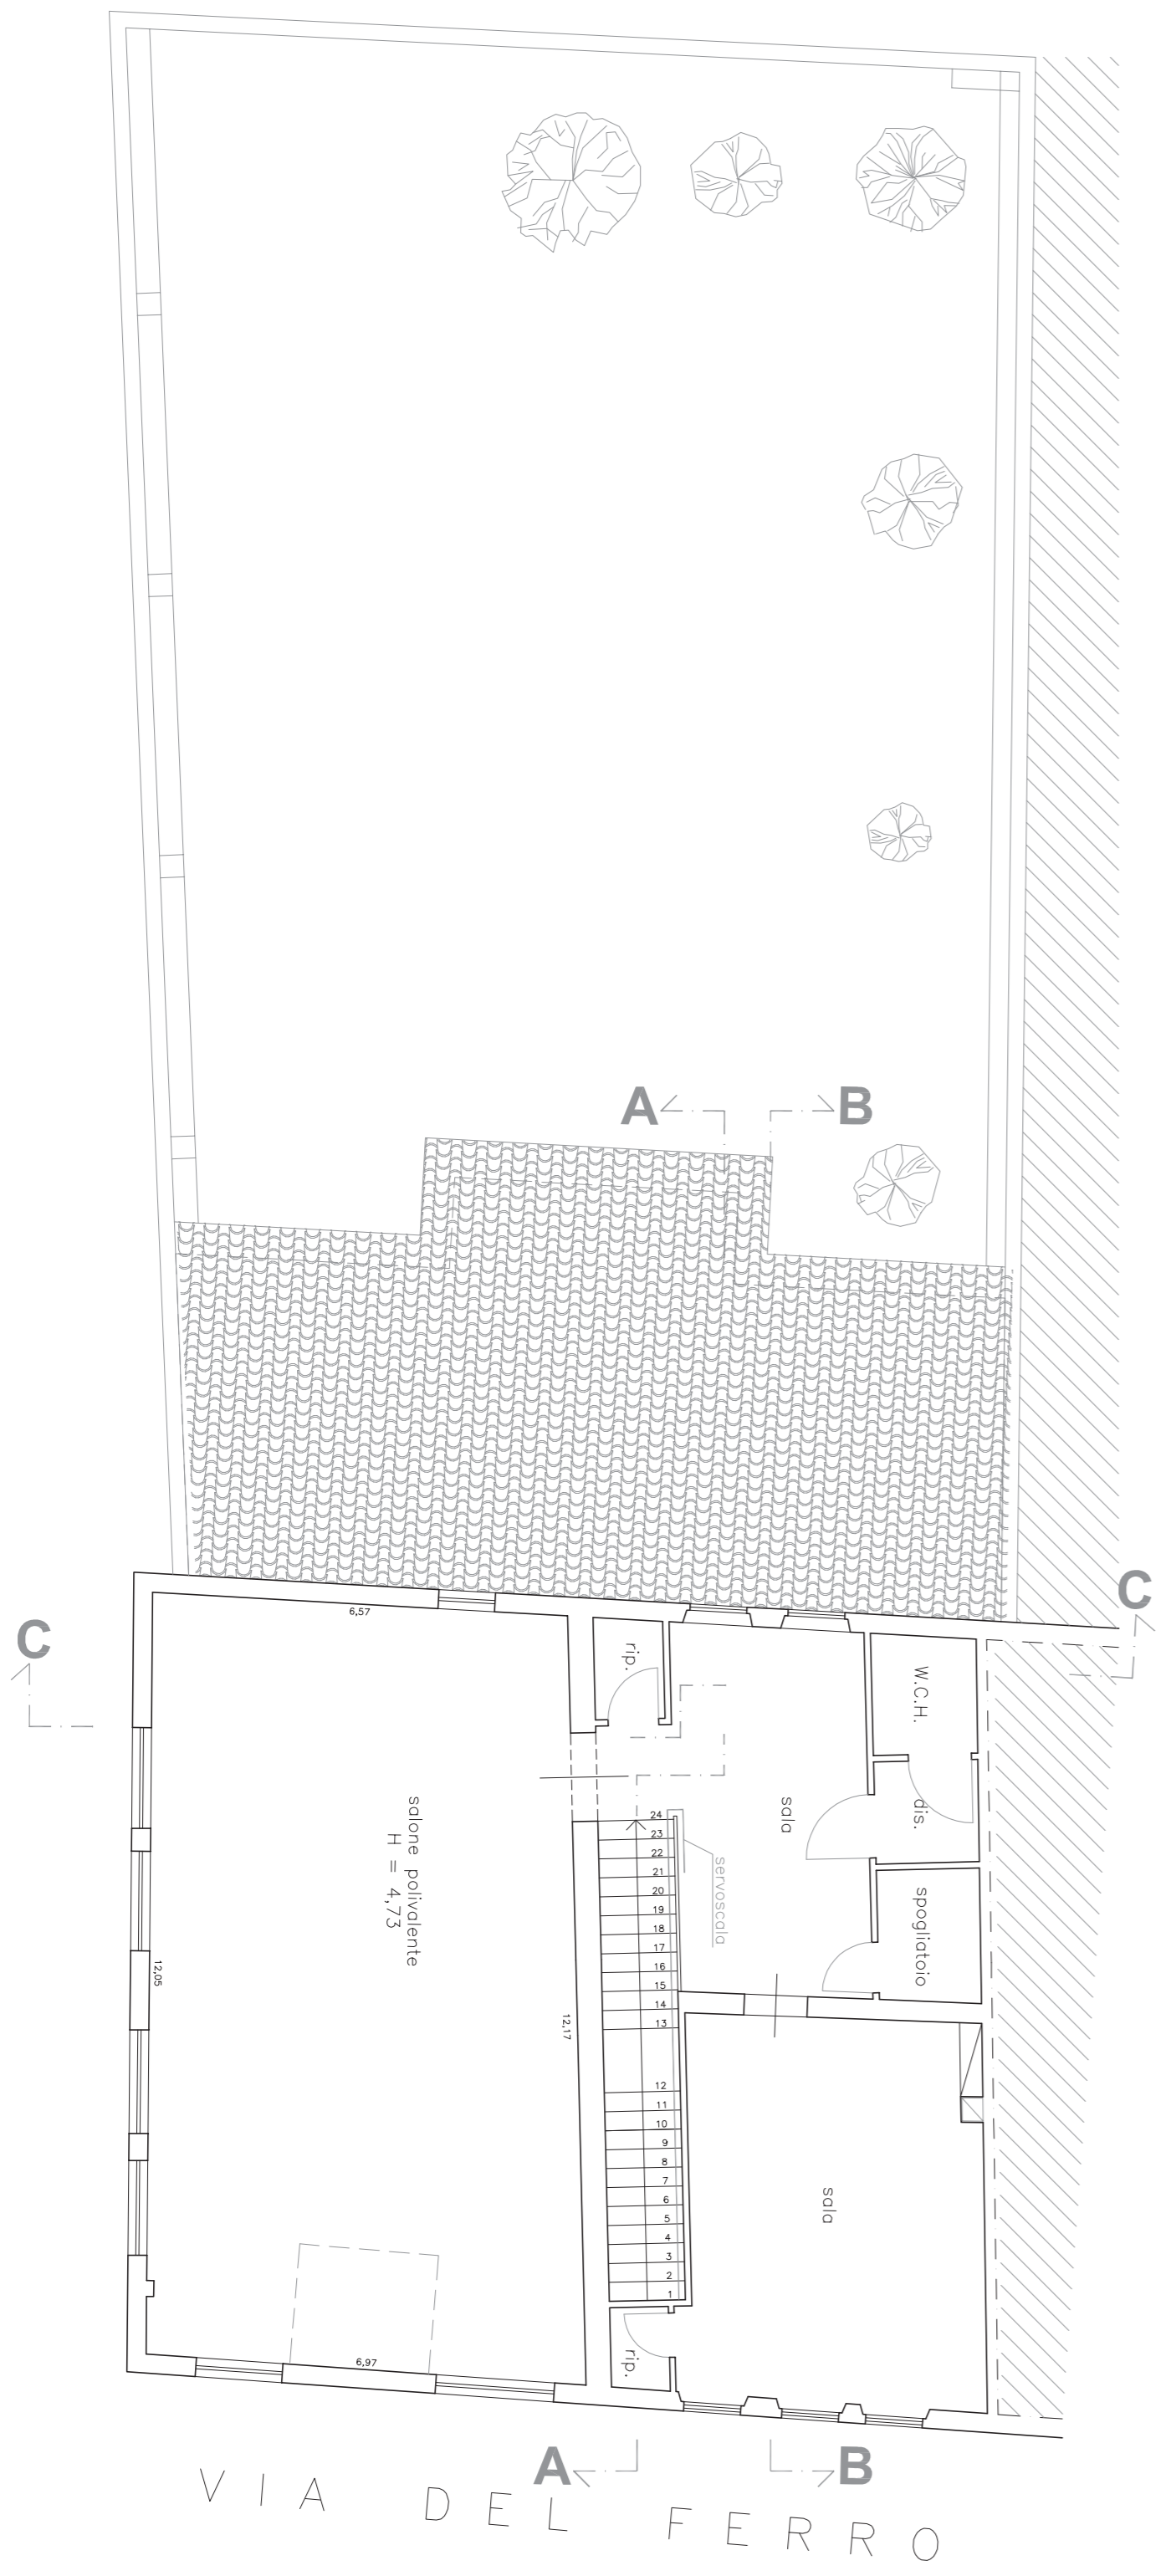 A
B
C
C
6,57
rip.
W.C.H.
dis.
sala
salone polivalente
H = 4,73
servoscala
spogliatoio
24
23
22
21
20
19
18
17
16
15
14
13
12
11
10
9
8
7
6
5
4
3
2
1
12,05
12,17
sala
rip.
6,97
A
B
VIA DEL FERRO